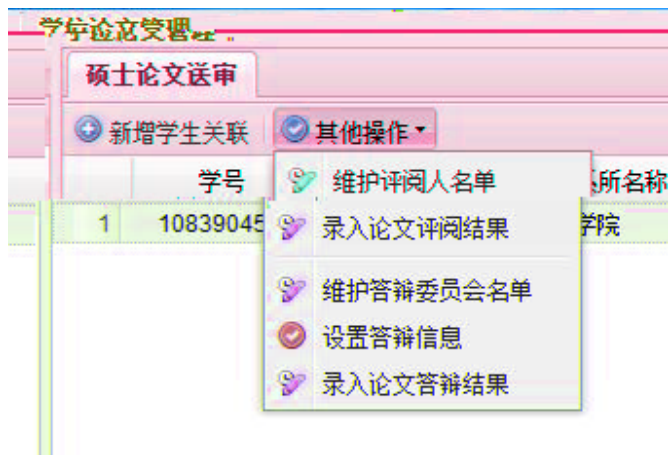 硕士论文送审
新增学生关联 其他操作
学号 维护评阅人名单 所名称
1 10839045 录入论文评阅结果 学院
维护答辩委员会名单
设置答辩信息
录入论文答辩结果